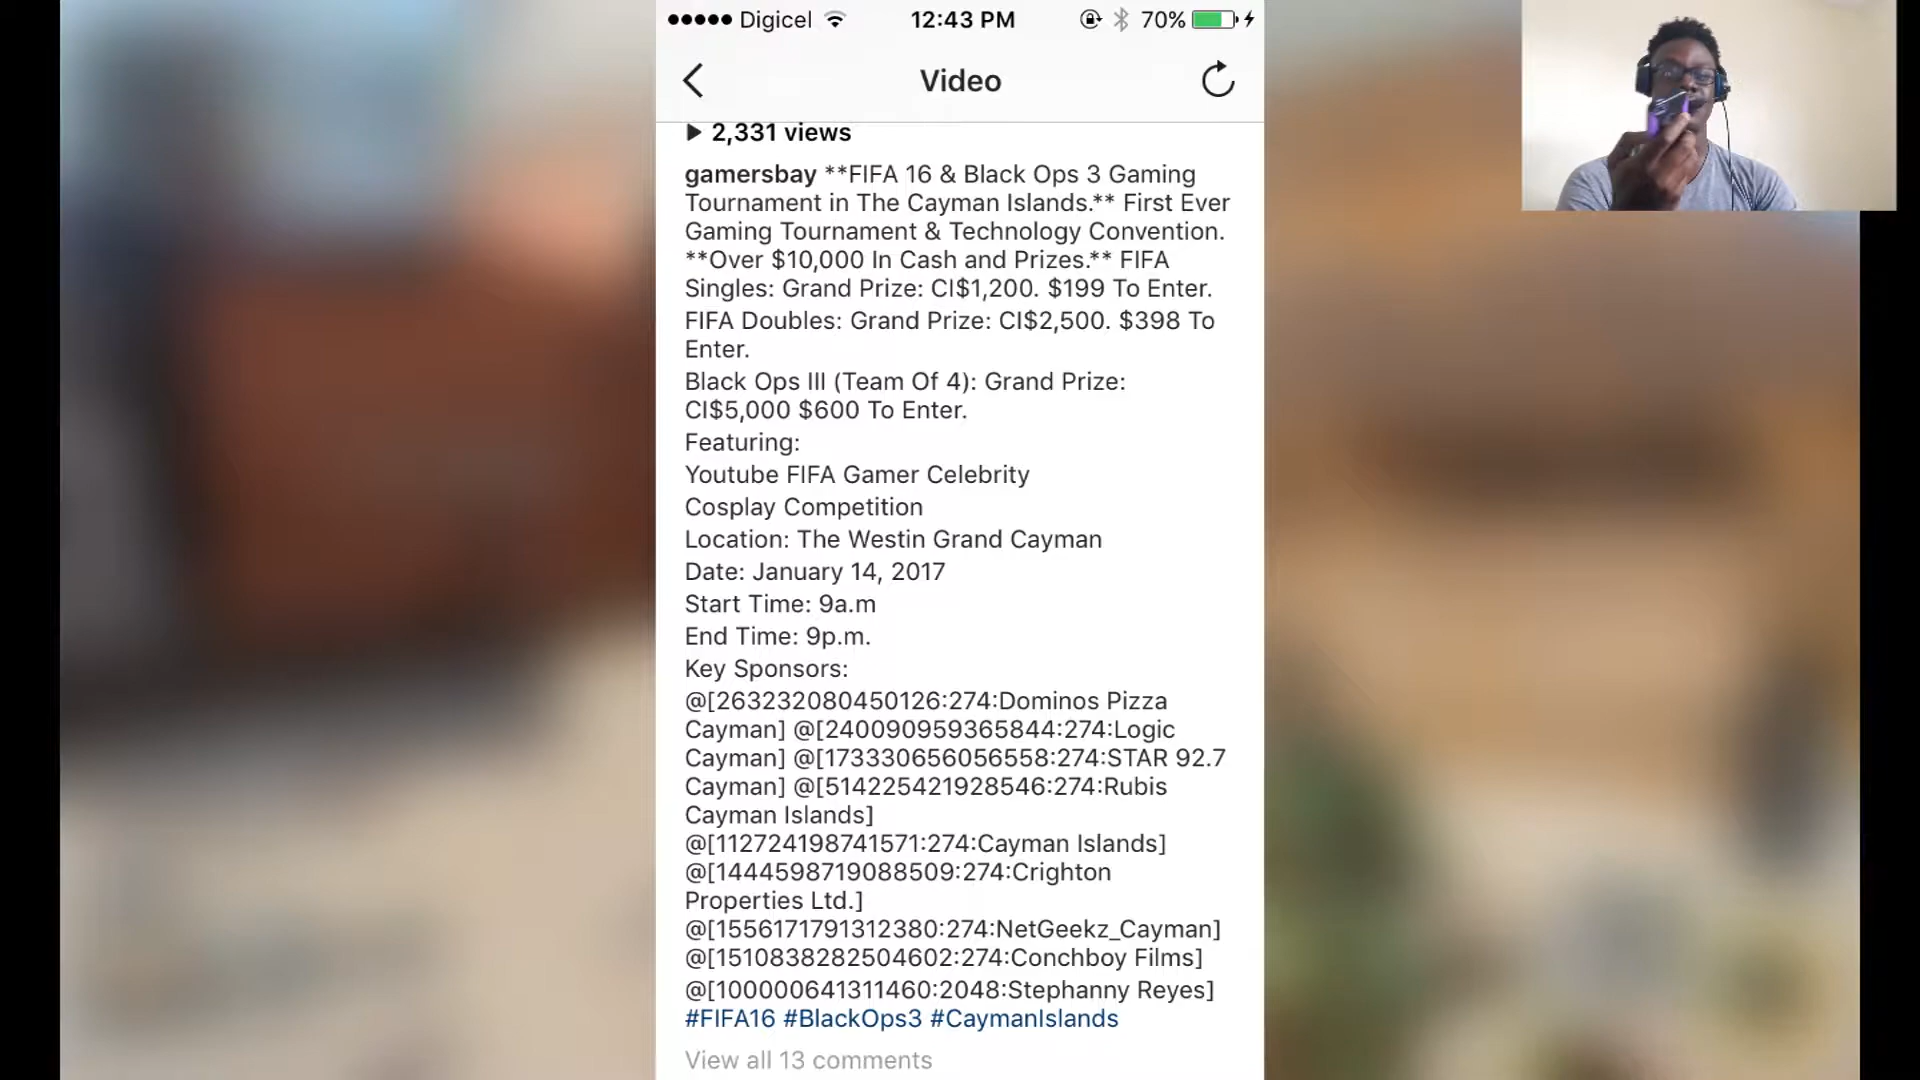 Digicel 12:43 PM 70%
Video
2,331 views
gamersbay **FIFA 16 & Black Ops 3 Gaming
Tournament in The Cayman Islands.** First Ever
Gaming Tournament & Technology Convention.
**Over $10,000 In Cash and Prizes.** FIFA
Singles: Grand Prize: CI$1,200. $199 To Enter.
FIFA Doubles: Grand Prize: CI$2,500. $398 To
Enter.
Black Ops III (Team Of 4): Grand Prize:
CI$5,000 $600 To Enter.
Featuring:
Youtube FIFA Gamer Celebrity
Cosplay Competition
Location: The Westin Grand Cayman
Date: January 14, 2017
Start Time: 9a.m
End Time: 9p.m.
Key Sponsors:
@[263232080450126:274:Dominos Pizza
Cayman] @[240090959365844:274:Logic
Cayman] @[173330656056558:274:STAR 92.7
Cayman] @[514225421928546:274:Rubis
Cayman Islands]
@[112724198741571:274:Cayman Islands]
@[1444598719088509:274:Crighton
Properties Ltd.]
@[1556171791312380:274:NetGeekz_Cayman]
@[1510838282504602:274:Conchboy Films]
@[100000641311460:2048:Stephanny Reyes]
#FIFA16 #BlackOps3 #CaymanIslands
View all 13 comments